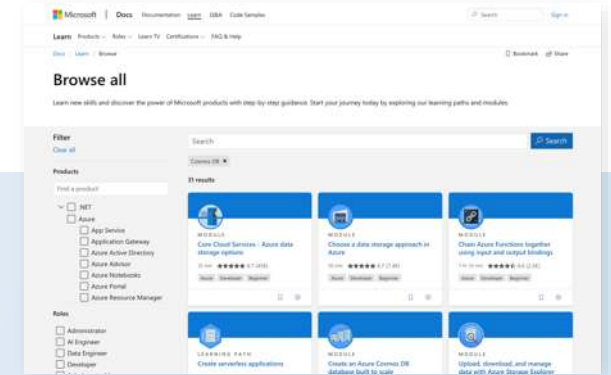 Microsoft Docs Documentation Learn Q&A Code Samples Search Sign in
Learn Products Roles Learn TV Certifications FAQ & Help
Docs / Learn / Browse Bookmark Share
Browse all
Learn new skills and discover the power of Microsoft products with step-by-step guidance. Start your journey today by exploring our learning paths and modules.
Filter
Clear all
Search Search
Cosmos DB ×
Products
Find a product
31 results
.NET
Azure
App Service
Application Gateway
Azure Active Directory
Azure Advisor
Azure Notebooks
Azure Portal
Azure Resource Manager
Roles
Administrator
AI Engineer
Data Engineer
Developer
MODULE
Core Cloud Services - Azure data
storage options
Azure Developer Beginner
MODULE
Choose a data storage approach in
Azure
Azure Developer Beginner
MODULE
Chain Azure Functions together
using input and output bindings
Azure Developer Beginner
LEARNING PATH
Create serverless applications
MODULE
Create an Azure Cosmos DB
database built to scale
MODULE
Upload, download, and manage
data with Azure Storage Explorer